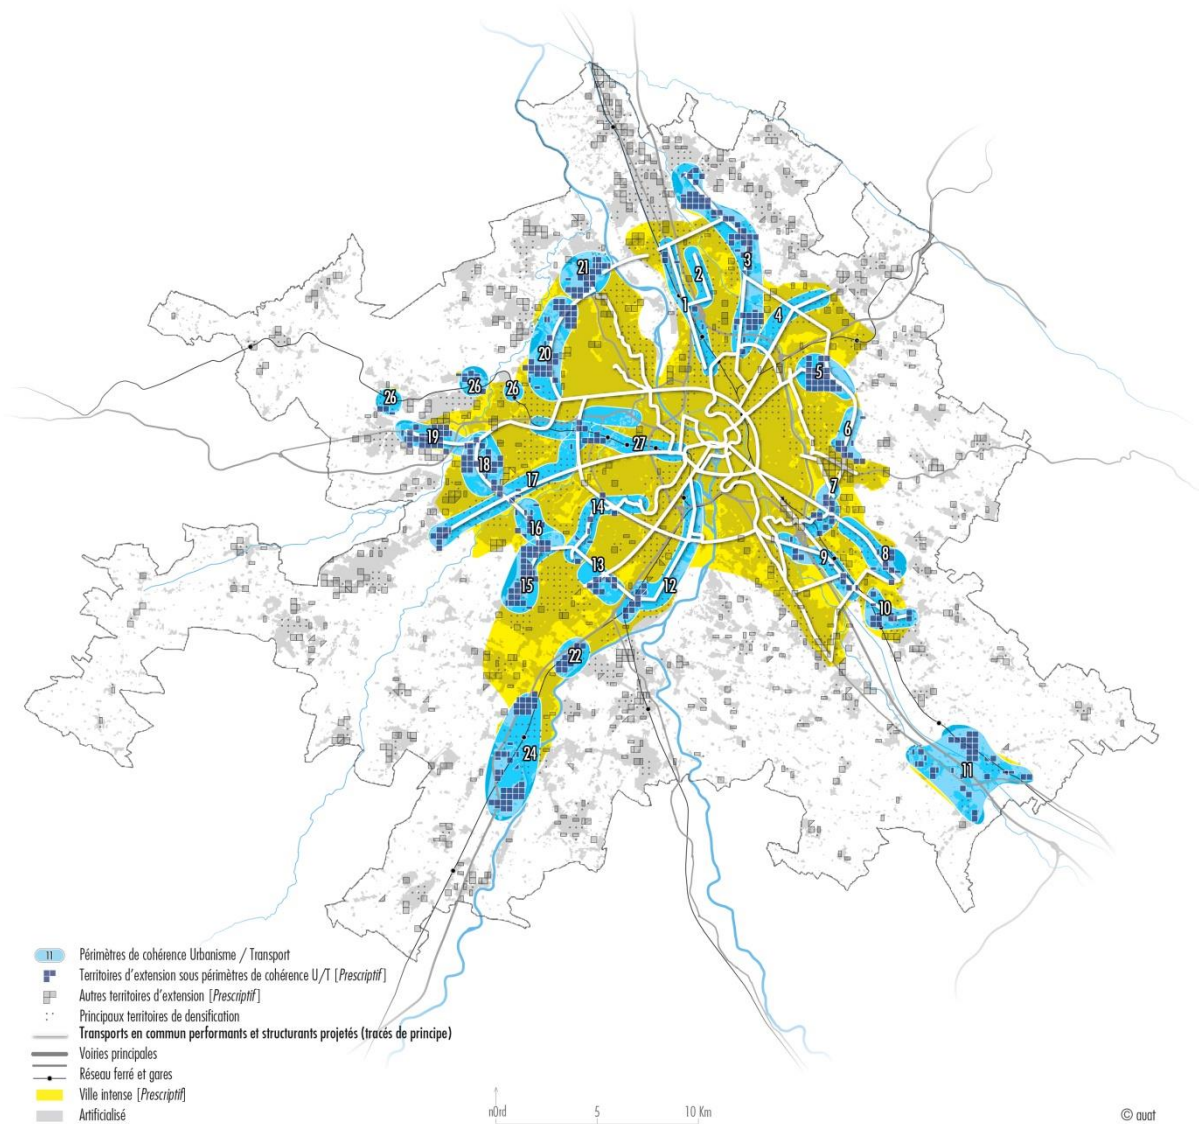 21
2
3
1
4
20
5
26
26
26
6
19
27
18
17
7
14
16
8
9
13
15
12
10
22
24
11
11 Périmètres de cohérence Urbanisme / Transport
Territoires d'extension sous périmètres de cohérence U/T [Prescriptif]
Autres territoires d'extension [Prescriptif]
Principaux territoires de densification
Transports en commun performants et structurants projetés (tracés de principe)
Voiries principales
Réseau ferré et gares
Ville intense [Prescriptif]
Artificialisé
nOrd 5 10 Km
© auat